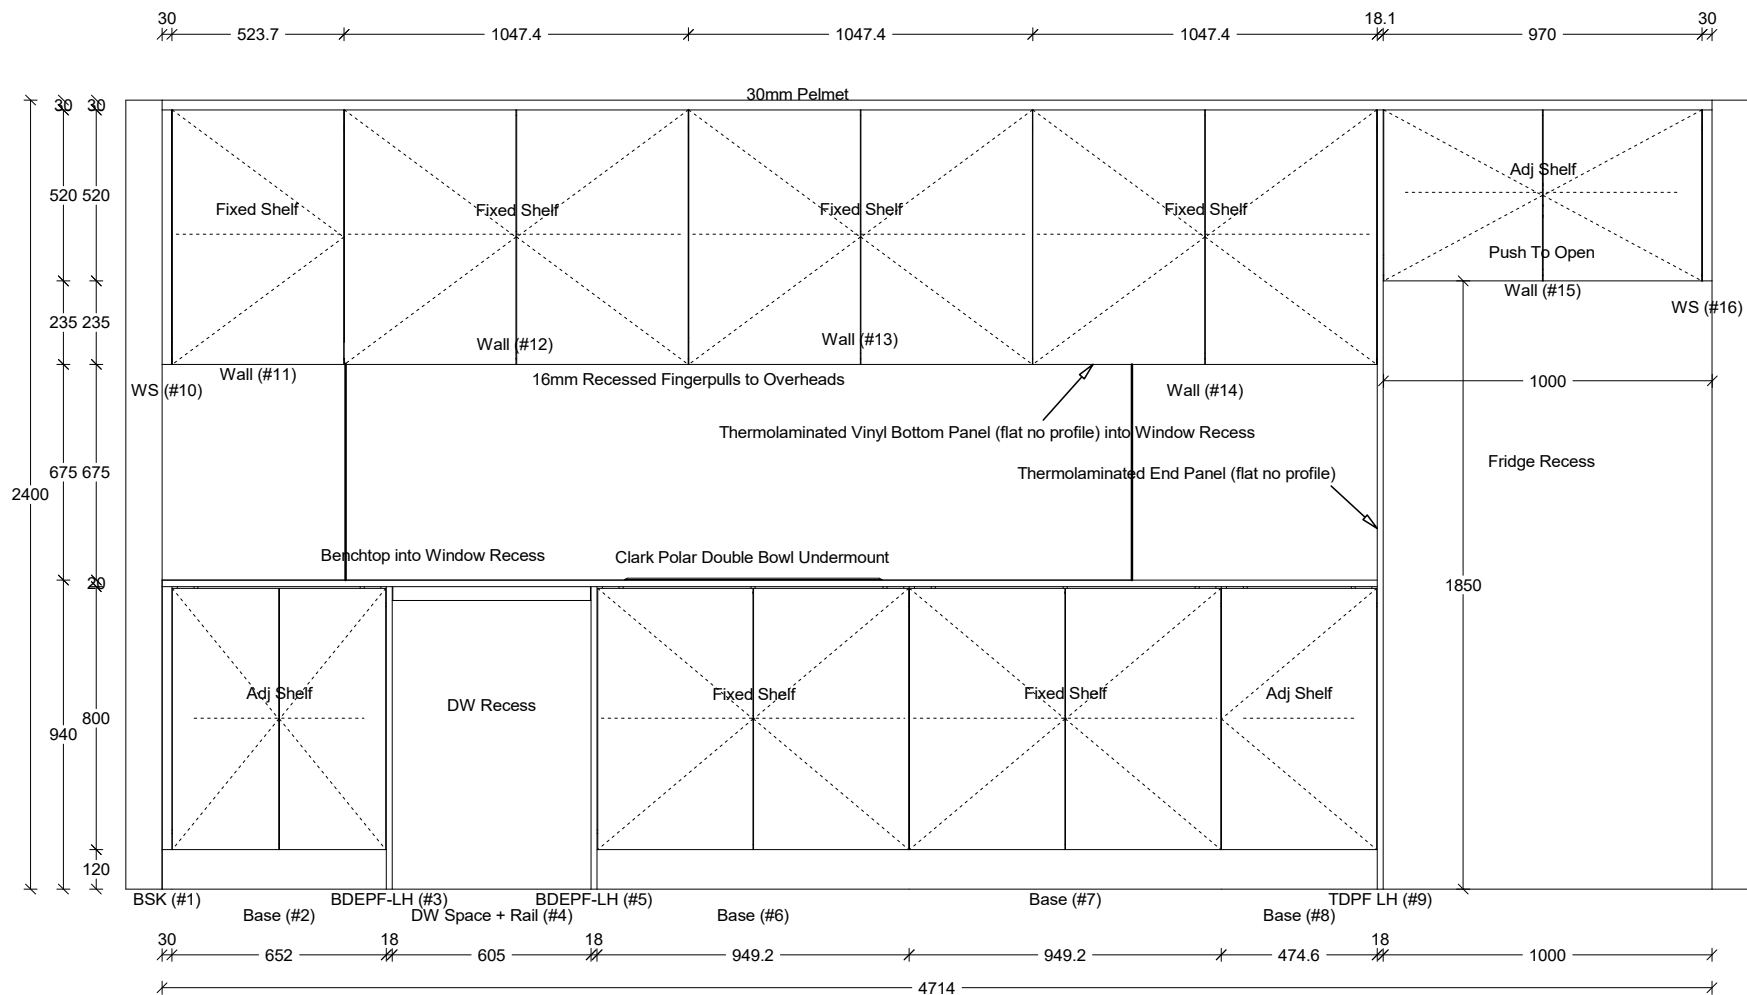 30 18.1 30
523.7 1047.4 1047.4 1047.4 970
30 30
30mm Pelmet
Adj Shelf
520 520
Fixed Shelf Fixed Shelf Fixed Shelf Fixed Shelf
Push To Open
Wall (#15)
WS (#16)
235 235
Wall (#12) Wall (#13)
Wall (#11) 16mm Recessed Fingerpulls to Overheads 1000
WS (#10) Wall (#14)
Thermolaminated Vinyl Bottom Panel (flat no profile) into Window Recess
Fridge Recess
675 675 Thermolaminated End Panel (flat no profile)
2400
Benchtop into Window Recess Clark Polar Double Bowl Undermount
20 1850
Adj Shelf Fixed Shelf Fixed Shelf Adj Shelf
DW Recess
800
940
120
BSK (#1) BDEPF-LH (#3) BDEPF-LH (#5) Base (#7) TDPF LH (#9)
Base (#2) DW Space + Rail (#4) Base (#6) Base (#8)
30 18 18 18
652 605 949.2 949.2 474.6 1000
4714